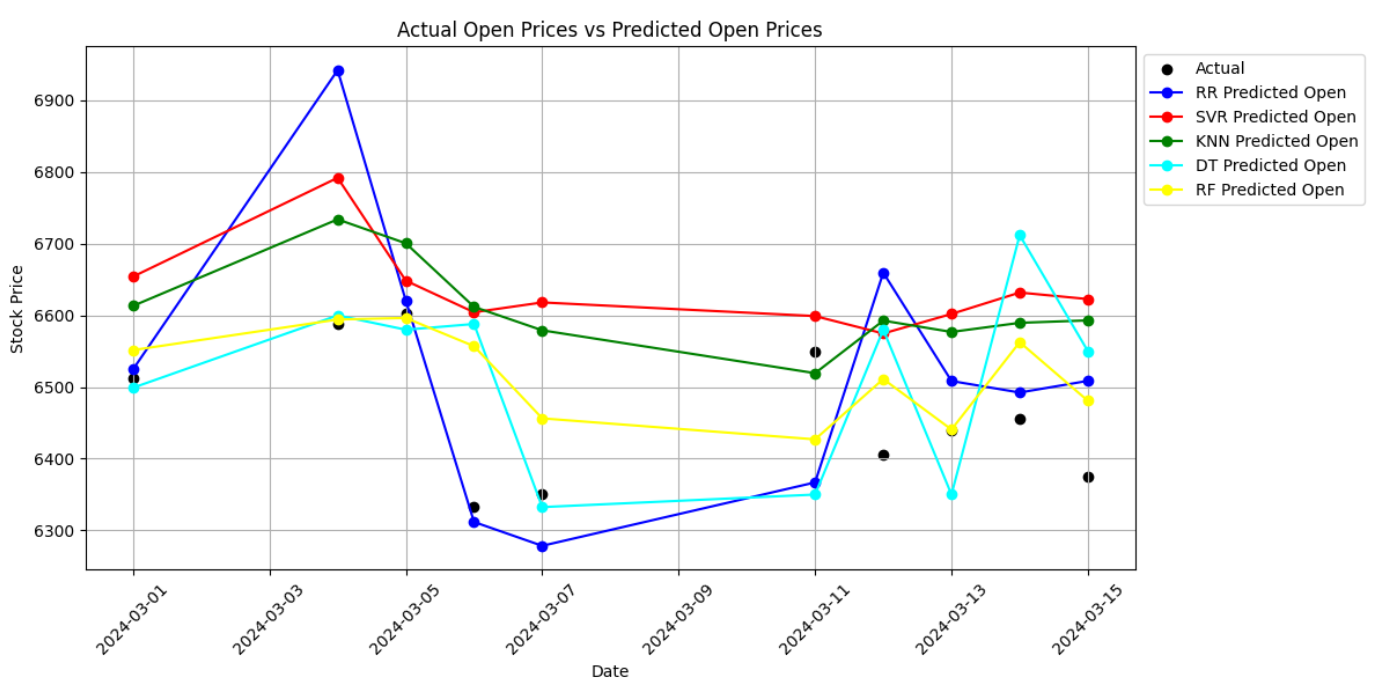 Actual Open Prices vs Predicted Open Prices
Actual
RR Predicted Open
SVR Predicted Open
KNN Predicted Open
DT Predicted Open
RF Predicted Open
Stock Price
6900
6800
6700
6600
6500
6400
6300
2024-03-01
2024-03-03
2024-03-05
2024-03-07
2024-03-09
2024-03-11
2024-03-13
2024-03-15
Date